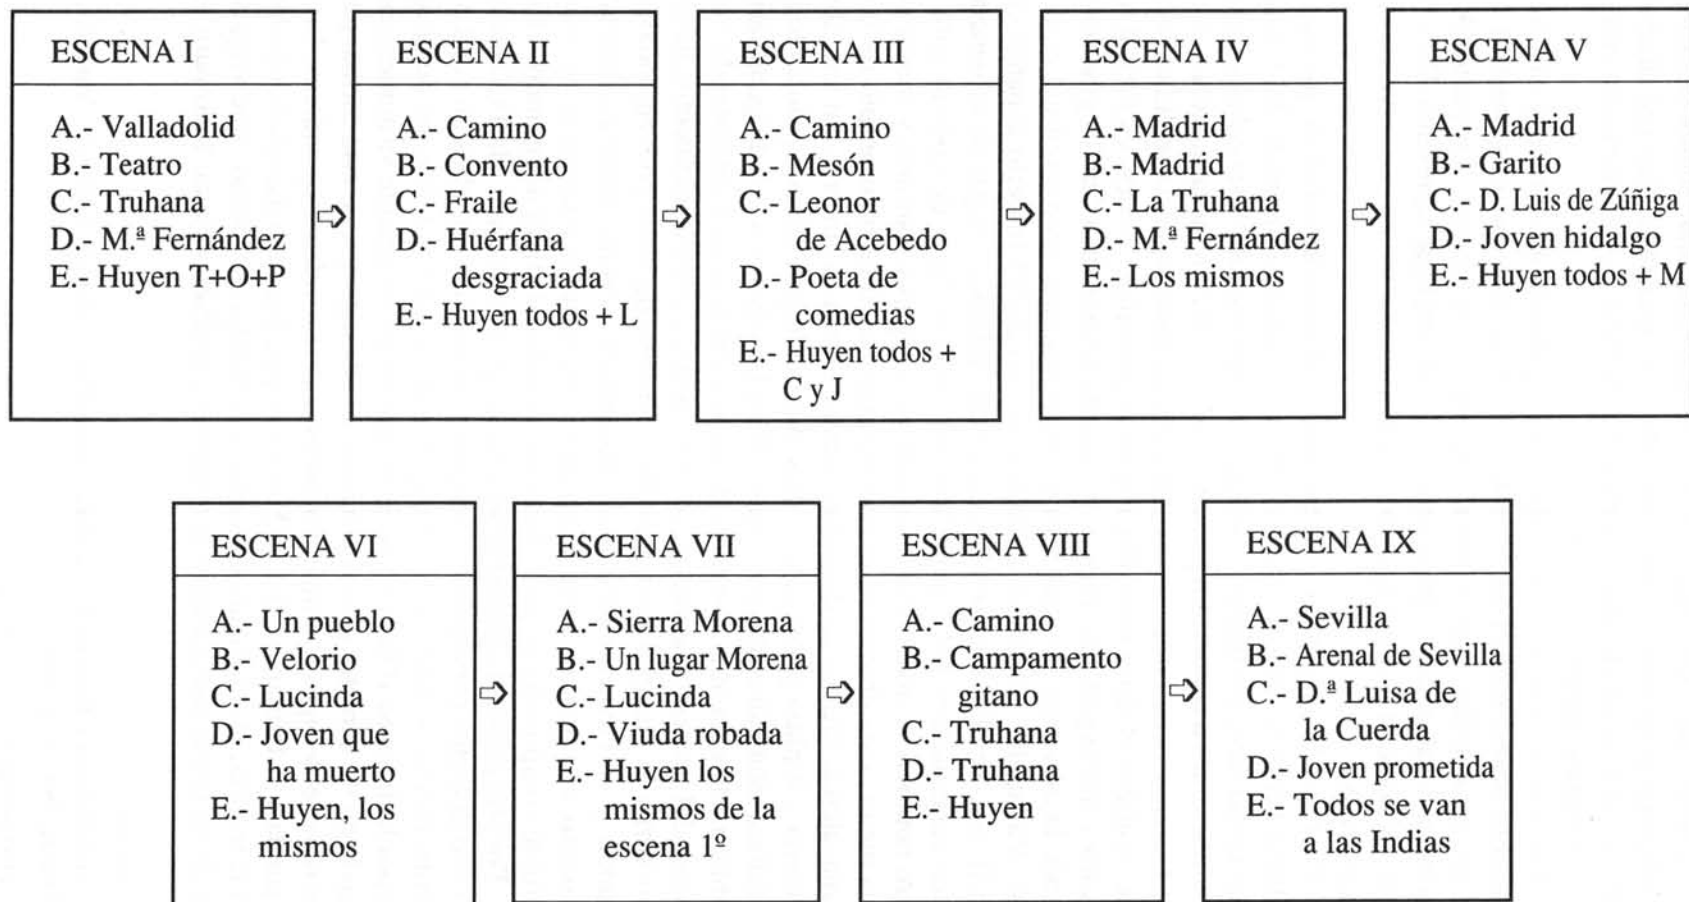 ESCENA I
A.- Valladolid
B.- Teatro
C.- Truhana
D.- M.ª Fernández
E.- Huyen T+O+P
ESCENA II
A.- Camino
B.- Convento
C.- Fraile
D.- Huérfana
desgraciada
E.- Huyen todos + L
ESCENA III
A.- Camino
B.- Mesón
C.- Leonor
de Acebedo
D.- Poeta de
comedias
E.- Huyen todos +
C y J
ESCENA IV
A.- Madrid
B.- Madrid
C.- La Truhana
D.- M.ª Fernández
E.- Los mismos
ESCENA V
A.- Madrid
B.- Garito
C.- D. Luis de Zúñiga
D.- Joven hidalgo
E.- Huyen todos + M
ESCENA VI
A.- Un pueblo
B.- Velorio
C.- Lucinda
D.- Joven que
ha muerto
E.- Huyen, los
mismos
ESCENA VII
A.- Sierra Morena
B.- Un lugar Morena
C.- Lucinda
D.- Viuda robada
E.- Huyen los
mismos de la
escena 1º
ESCENA VIII
A.- Camino
B.- Campamento
gitano
C.- Truhana
D.- Truhana
E.- Huyen
ESCENA IX
A.- Sevilla
B.- Arenal de Sevilla
C.- D.ª Luisa de
la Cuerda
D.- Joven prometida
E.- Todos se van
a las Indias